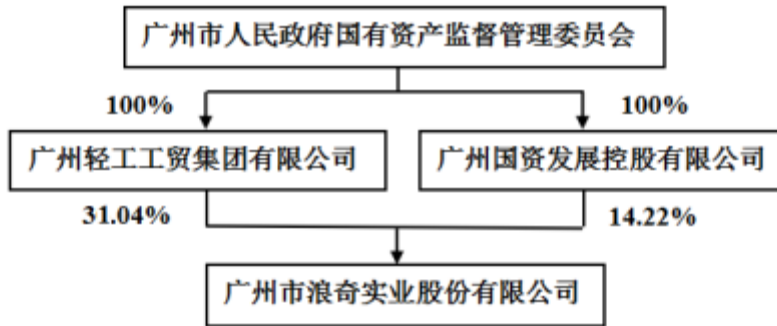 广州市人民政府国有资产监督管理委员会
100%
100%
广州轻工工贸集团有限公司
广州国资发展控股有限公司
31.04%
14.22%
广州市浪奇实业股份有限公司